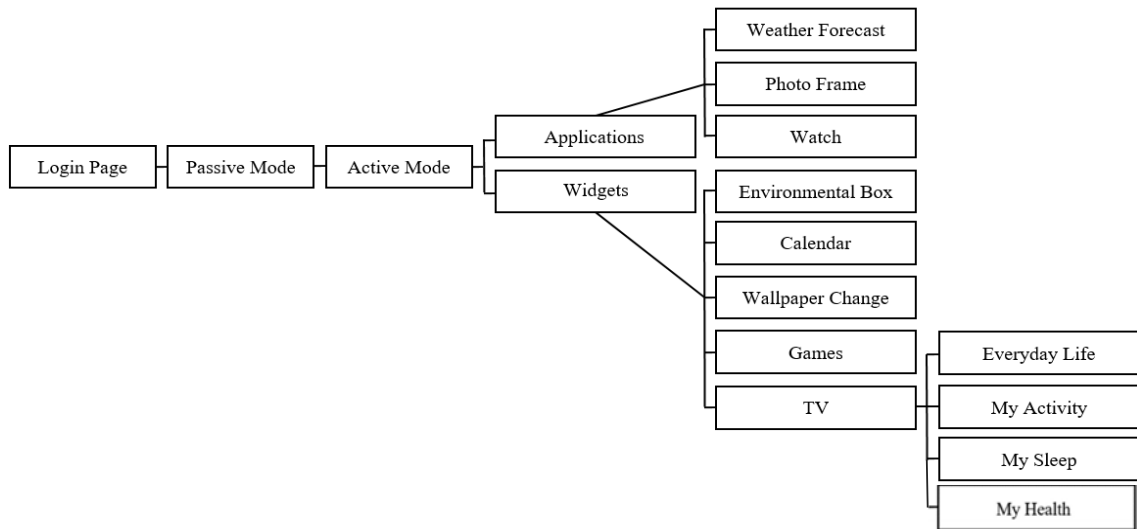 Login Page
Passive Mode
Active Mode
Applications
Widgets
Weather Forecast
Photo Frame
Watch
Environmental Box
Calendar
Wallpaper Change
Games
TV
Everyday Life
My Activity
My Sleep
My Health